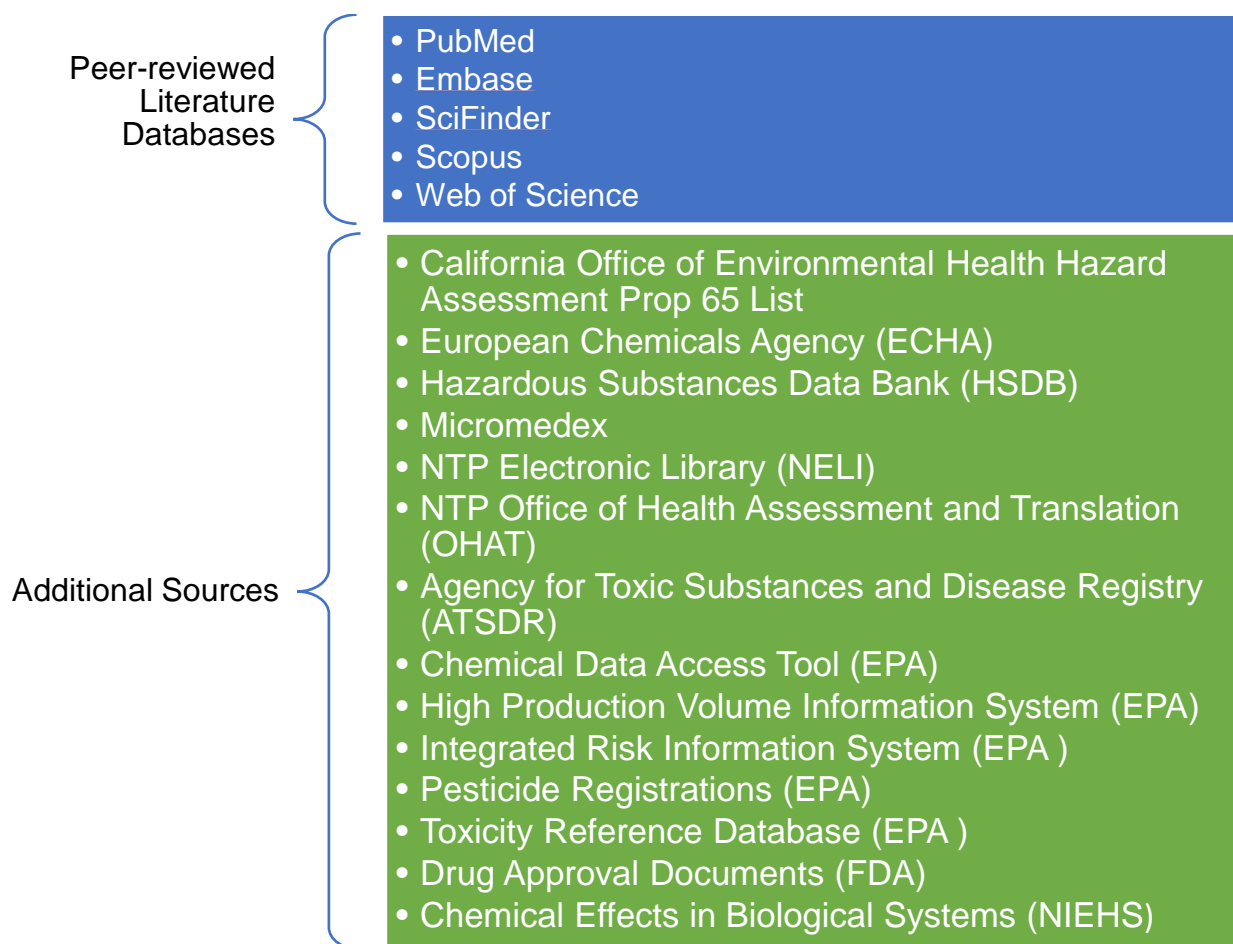 Peer-reviewed
Literature
Databases
• PubMed
• Embase
• SciFinder
• Scopus
• Web of Science
Additional Sources
• California Office of Environmental Health Hazard
Assessment Prop 65 List
• European Chemicals Agency (ECHA)
• Hazardous Substances Data Bank (HSDB)
• Micromedex
• NTP Electronic Library (NELI)
• NTP Office of Health Assessment and Translation
(OHAT)
• Agency for Toxic Substances and Disease Registry
(ATSDR)
• Chemical Data Access Tool (EPA)
• High Production Volume Information System (EPA)
• Integrated Risk Information System (EPA )
• Pesticide Registrations (EPA)
• Toxicity Reference Database (EPA )
• Drug Approval Documents (FDA)
• Chemical Effects in Biological Systems (NIEHS)